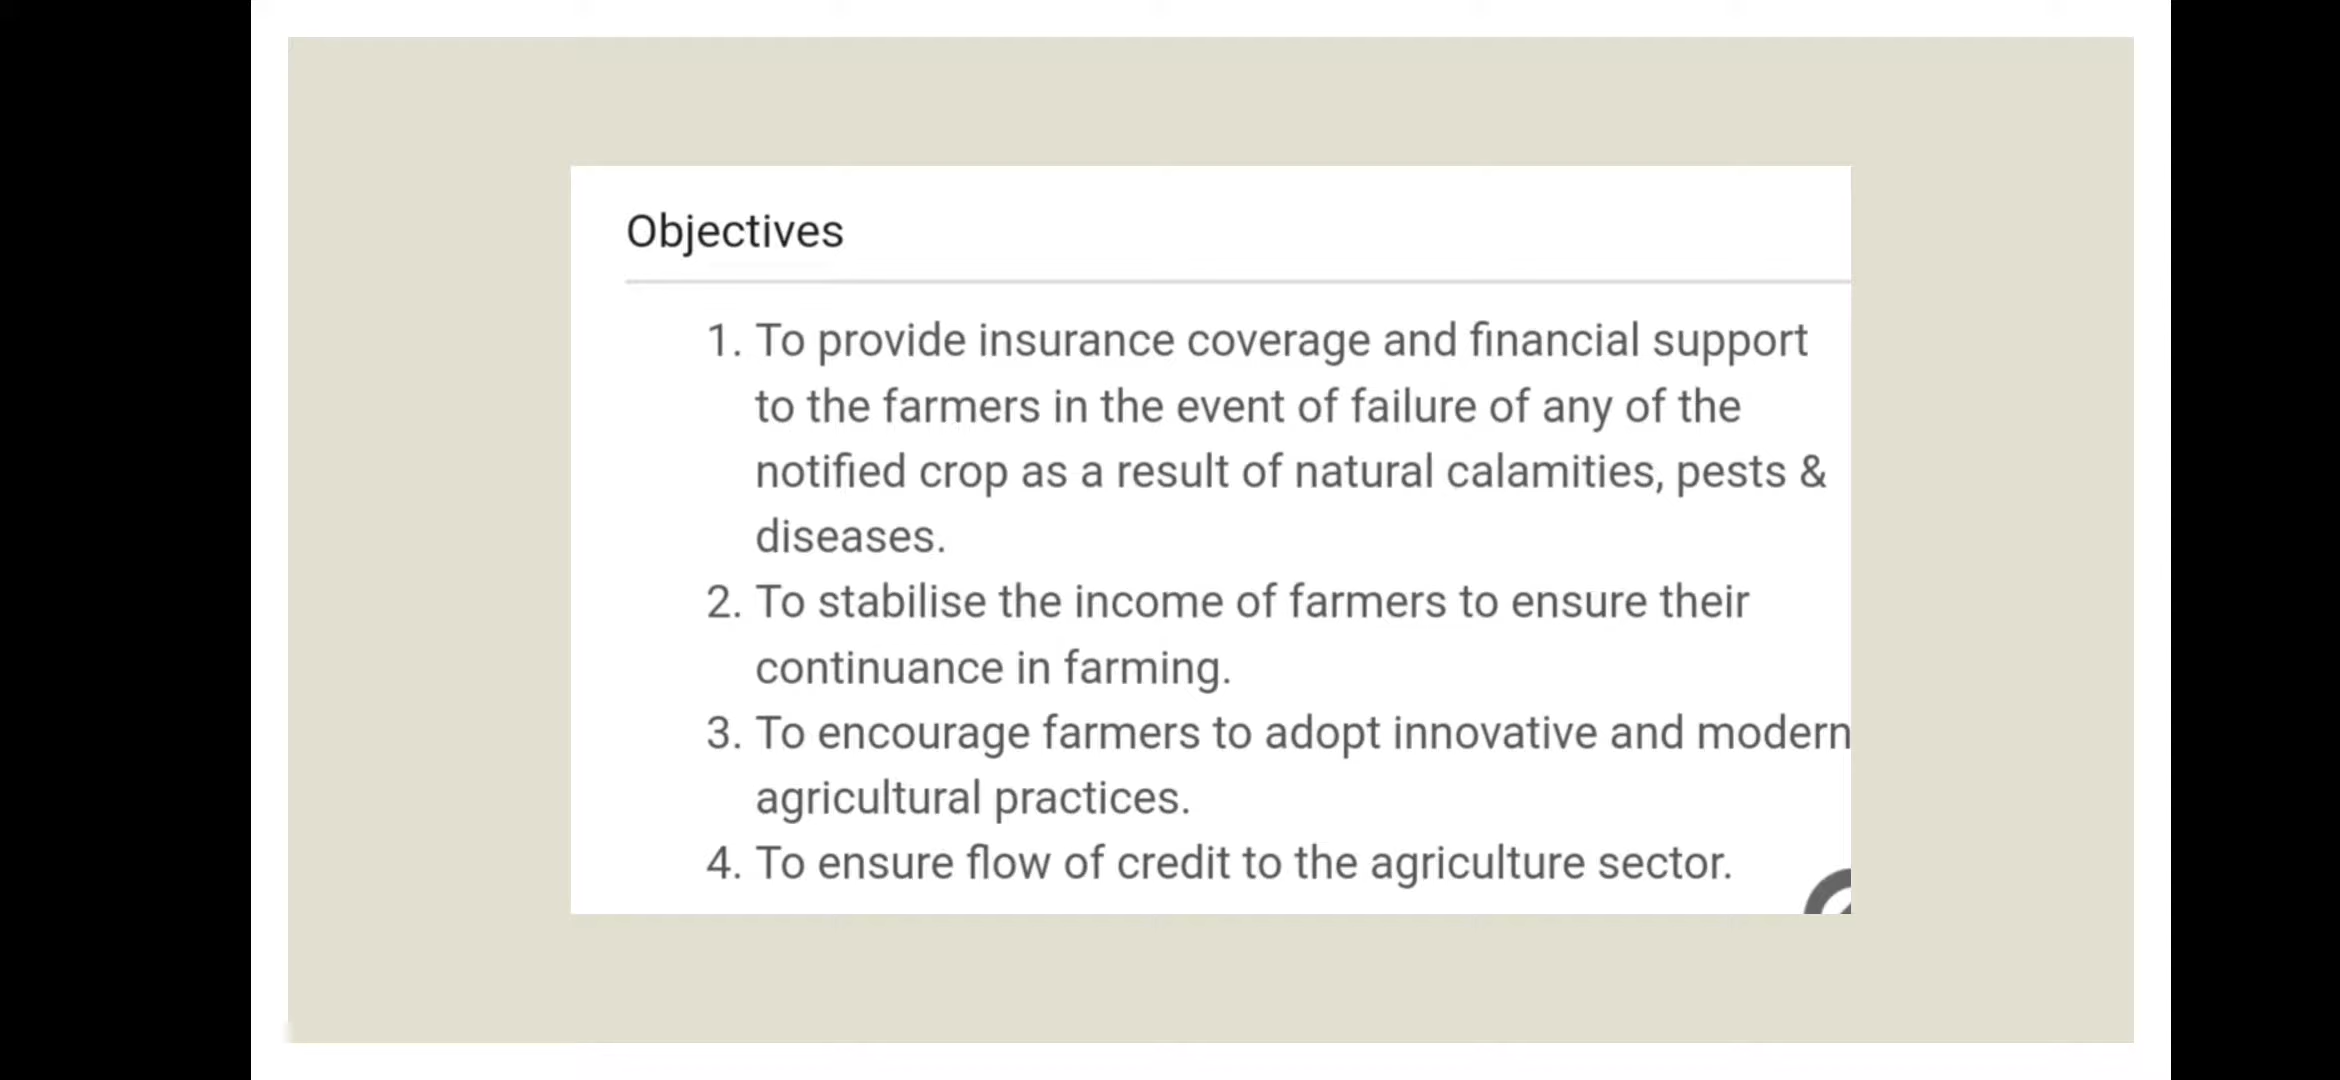 Objectives
1. To provide insurance coverage and financial support
to the farmers in the event of failure of any of the
notified crop as a result of natural calamities, pests &
diseases.
2. To stabilise the income of farmers to ensure their
continuance in farming.
3. To encourage farmers to adopt innovative and modern
agricultural practices.
4. To ensure flow of credit to the agriculture sector.